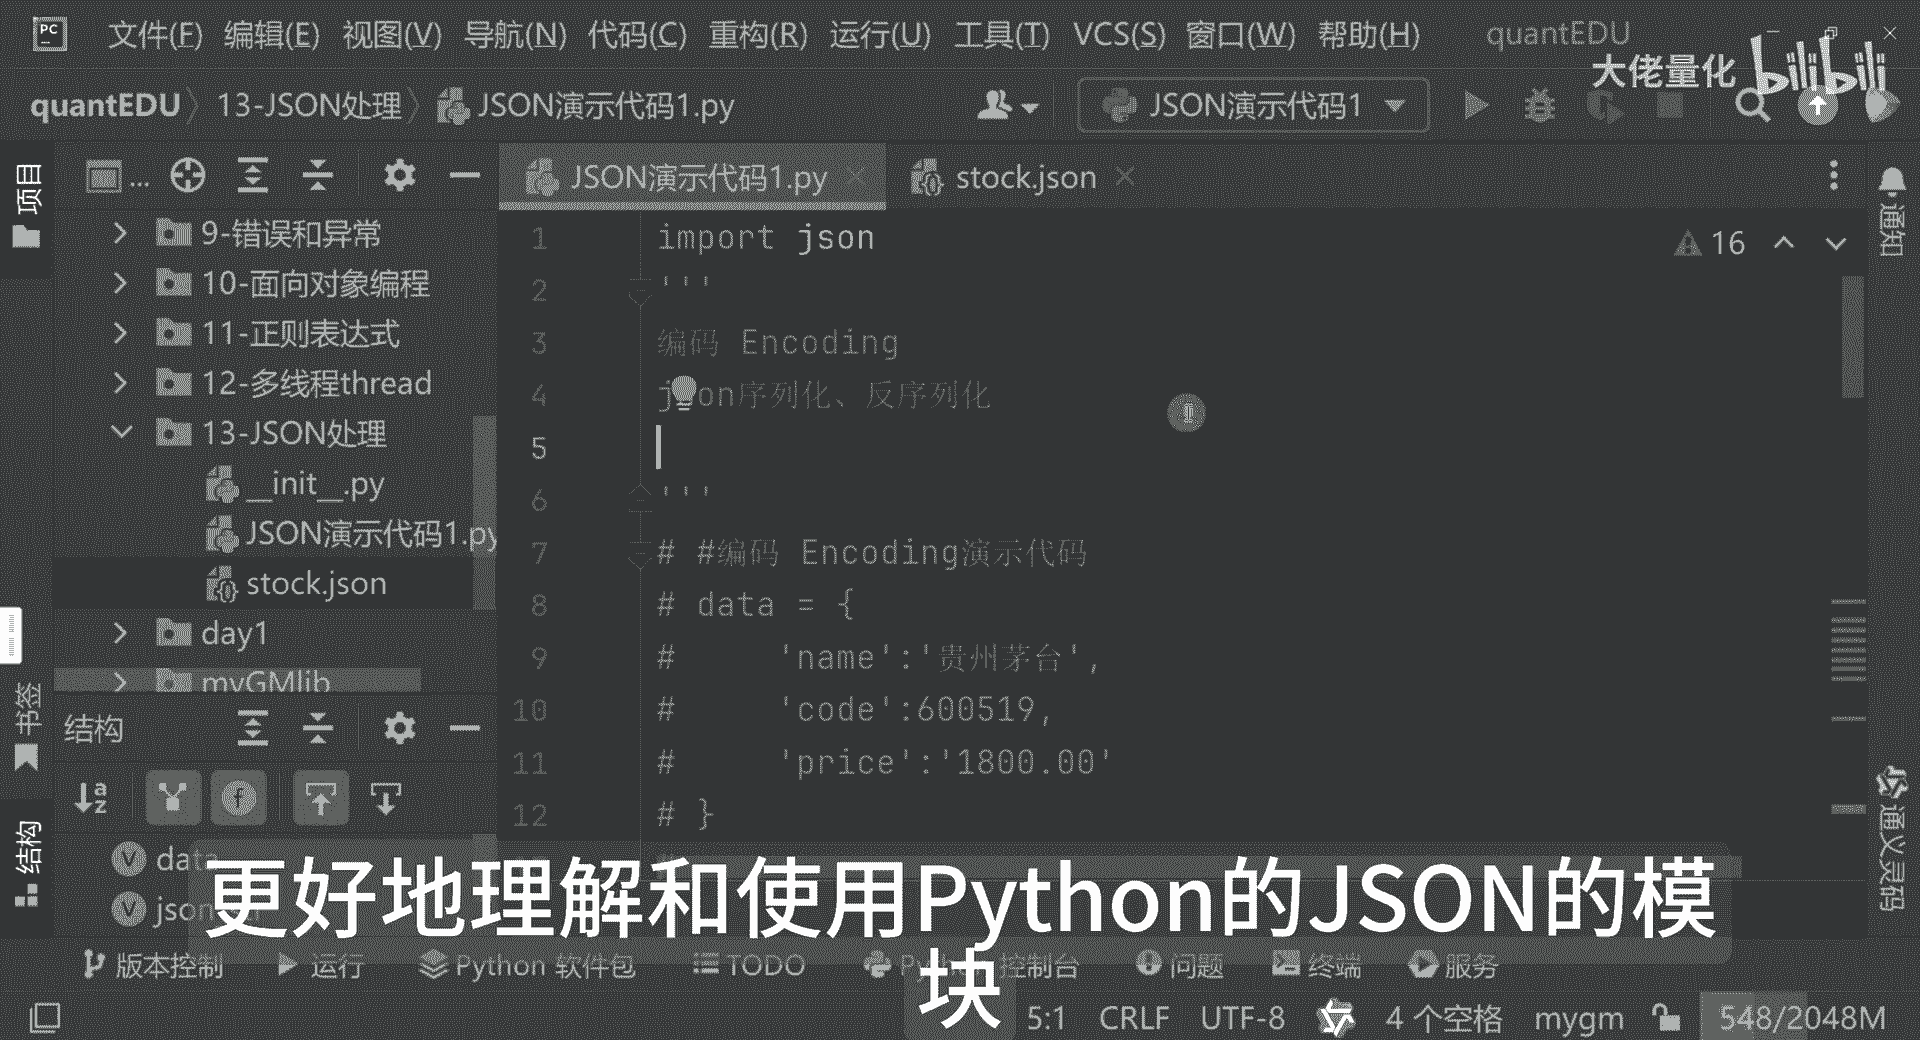 文件(F) 编辑(E) 视图(V) 导航(N) 代码(C) 重构(R) 运行(U) 工具(T) VCS(S) 窗口(W) 帮助(H) quantEDU
大佬量化 bilibili
quantEDU 13-JSON处理 JSON演示代码1.py JSON演示代码1
项目
...
JSON演示代码1.py stock.json
通知
9-错误和异常
10-面向对象编程
11-正则表达式
12-多线程thread
13-JSON处理
__init__.py
JSON演示代码1.py
stock.json
day1
myGMlib
16
1 import json
2 '''
3 编码 Encoding
4 json序列化、反序列化
5
6 '''
7 # #编码 Encoding演示代码
8 # data = {
9 # 'name':'贵州茅台',
10 # 'code':600519,
11 # 'price':'1800.00'
12 # }
书签
结构
结构
data
json
通义灵码
更好地理解和使用Python的JSON的模
块
版本控制 运行 Python 软件包 TODO Python 控制台 问题 终端 服务
5:1 CRLF UTF-8 4 个空格 mygm 548/2048M